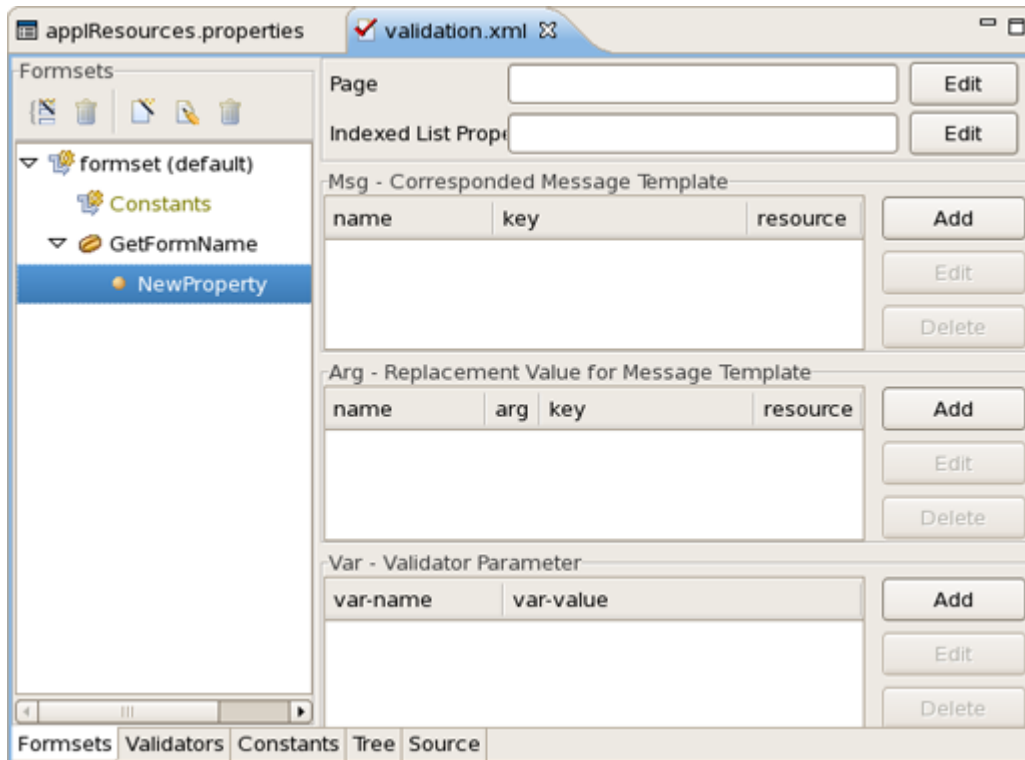 applResources.properties validation.xml
Formsets
Page Edit
Indexed List Prope Edit
formset (default)
Constants
GetFormName
NewProperty
Msg - Corresponded Message Template
name key resource Add
Edit
Delete
Arg - Replacement Value for Message Template
name arg key resource Add
Edit
Delete
Var - Validator Parameter
var-name var-value Add
Edit
Delete
Formsets Validators Constants Tree Source